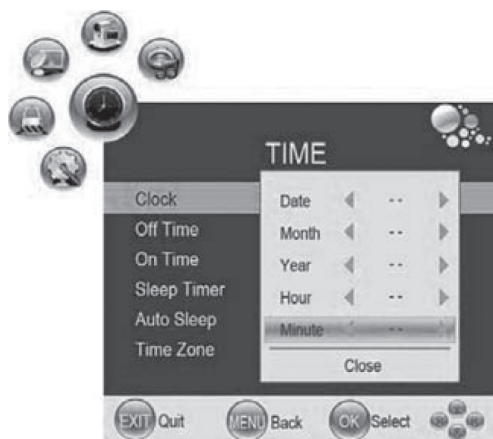 TIME
Clock
Off Time
On Time
Sleep Timer
Auto Sleep
Time Zone
Date - -
Month - -
Year - -
Hour - -
Minute - -
Close
EXIT Quit
MENU Back
OK Select